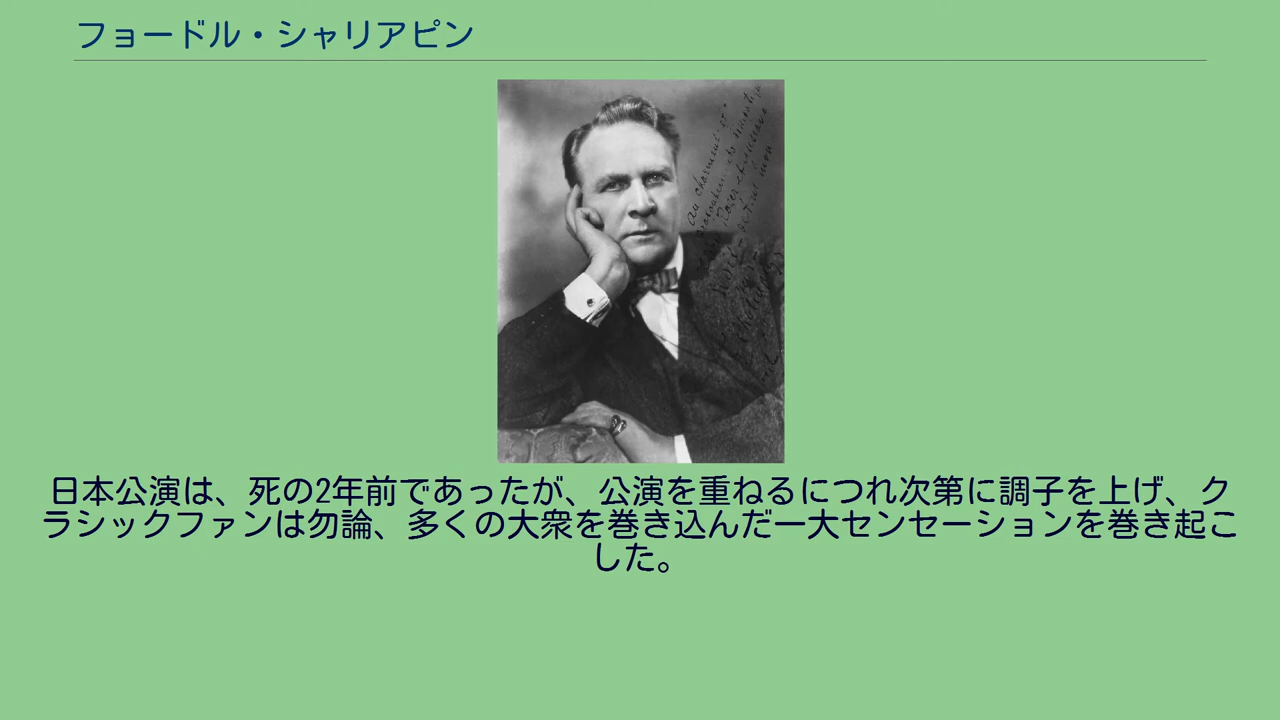 フョードル・シャリアピン
日本公演は、死の2年前であったが、公演を重ねるにつれ次第に調子を上げ、ク
ラシックファンは勿論、多くの大衆を巻き込んだ一大センセーションを巻き起こ
した。